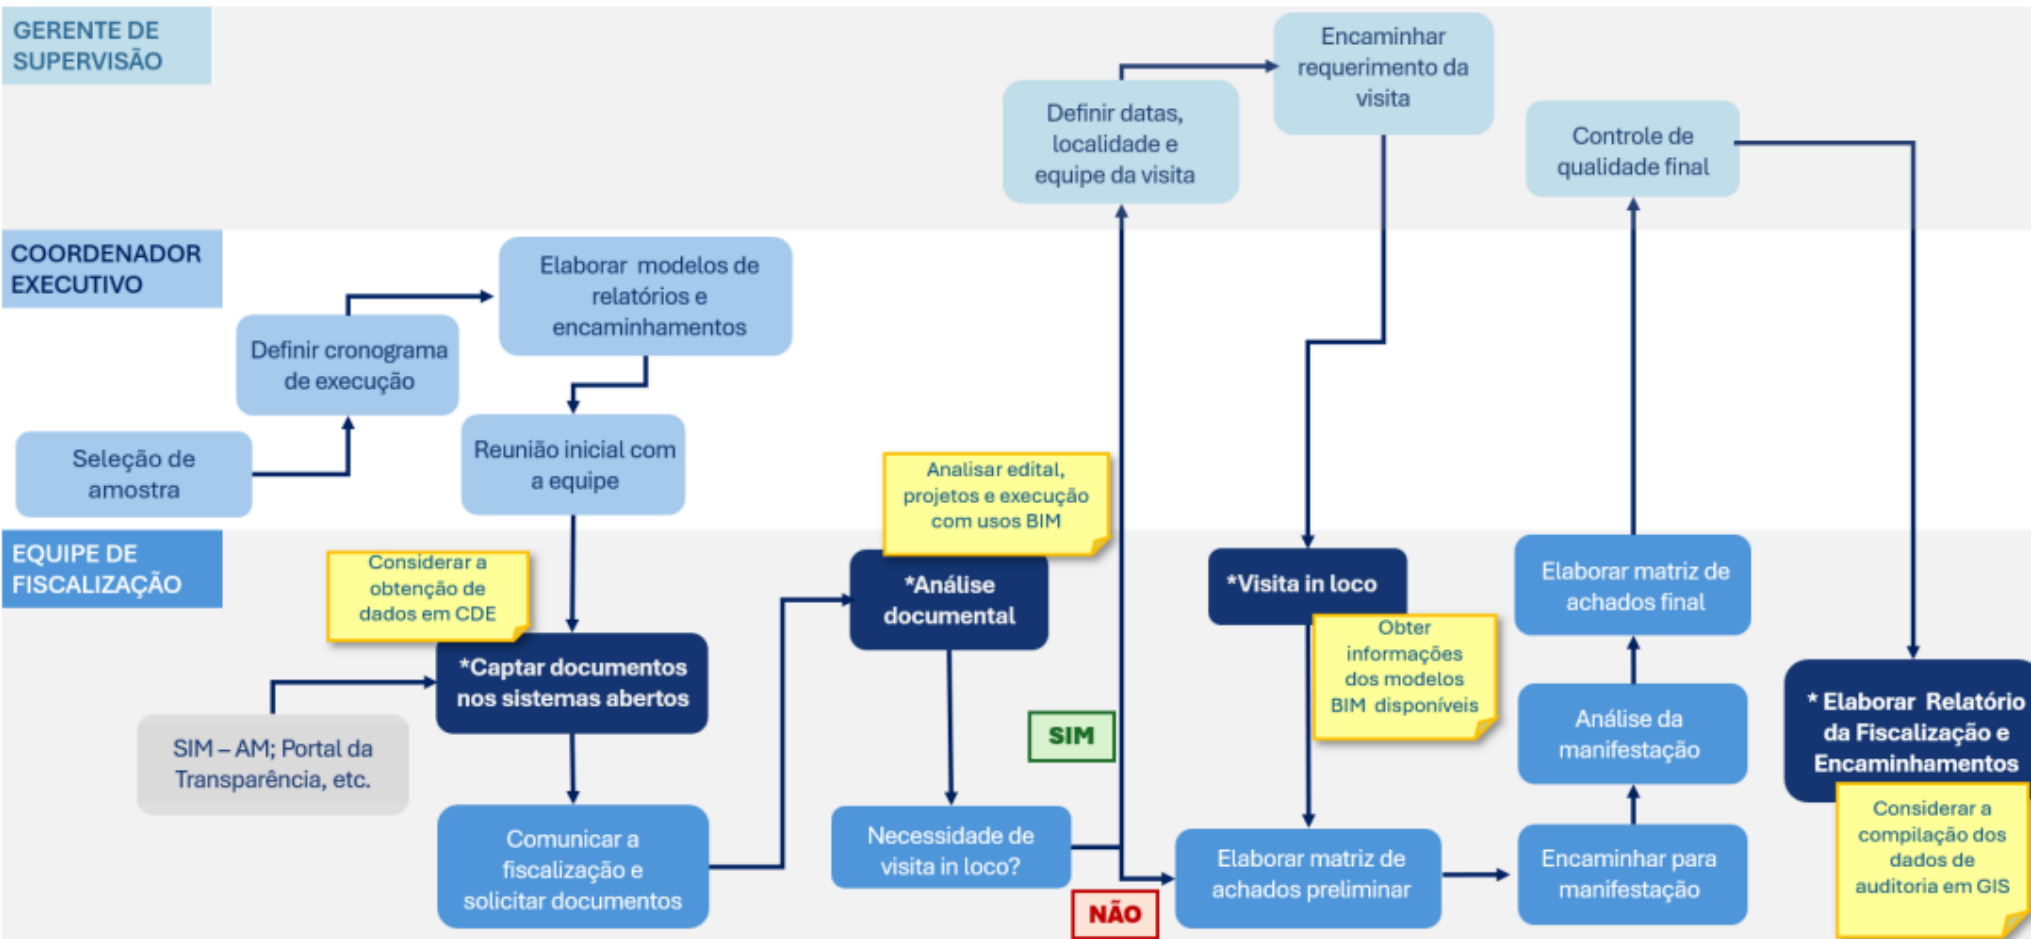 GERENTE DE
SUPERVISÃO
Encaminhar
requerimento da
visita
Definir datas,
localidade e
equipe da visita
Controle de
qualidade final
COORDENADOR
EXECUTIVO
Elaborar modelos de
relatórios e
encaminhamentos
Definir cronograma
de execução
Seleção de
amostra
Reunião inicial com
a equipe
Analisar edital,
projetos e execução
com usos BIM
EQUIPE DE
FISCALIZAÇÃO
Considerar a
obtenção de
dados em CDE
*Captar documentos
nos sistemas abertos
SIM – AM; Portal da
Transparência, etc.
Comunicar a
fiscalização e
solicitar documentos
*Análise
documental
Necessidade de
visita in loco?
SIM
NÃO
*Visita in loco
Obter
informações
dos modelos
BIM disponíveis
Elaborar matriz de
achados preliminar
Encaminhar para
manifestação
Análise da
manifestação
Elaborar matriz de
achados final
* Elaborar Relatório
da Fiscalização e
Encaminhamentos
Considerar a
compilação dos
dados de
auditoria em GIS